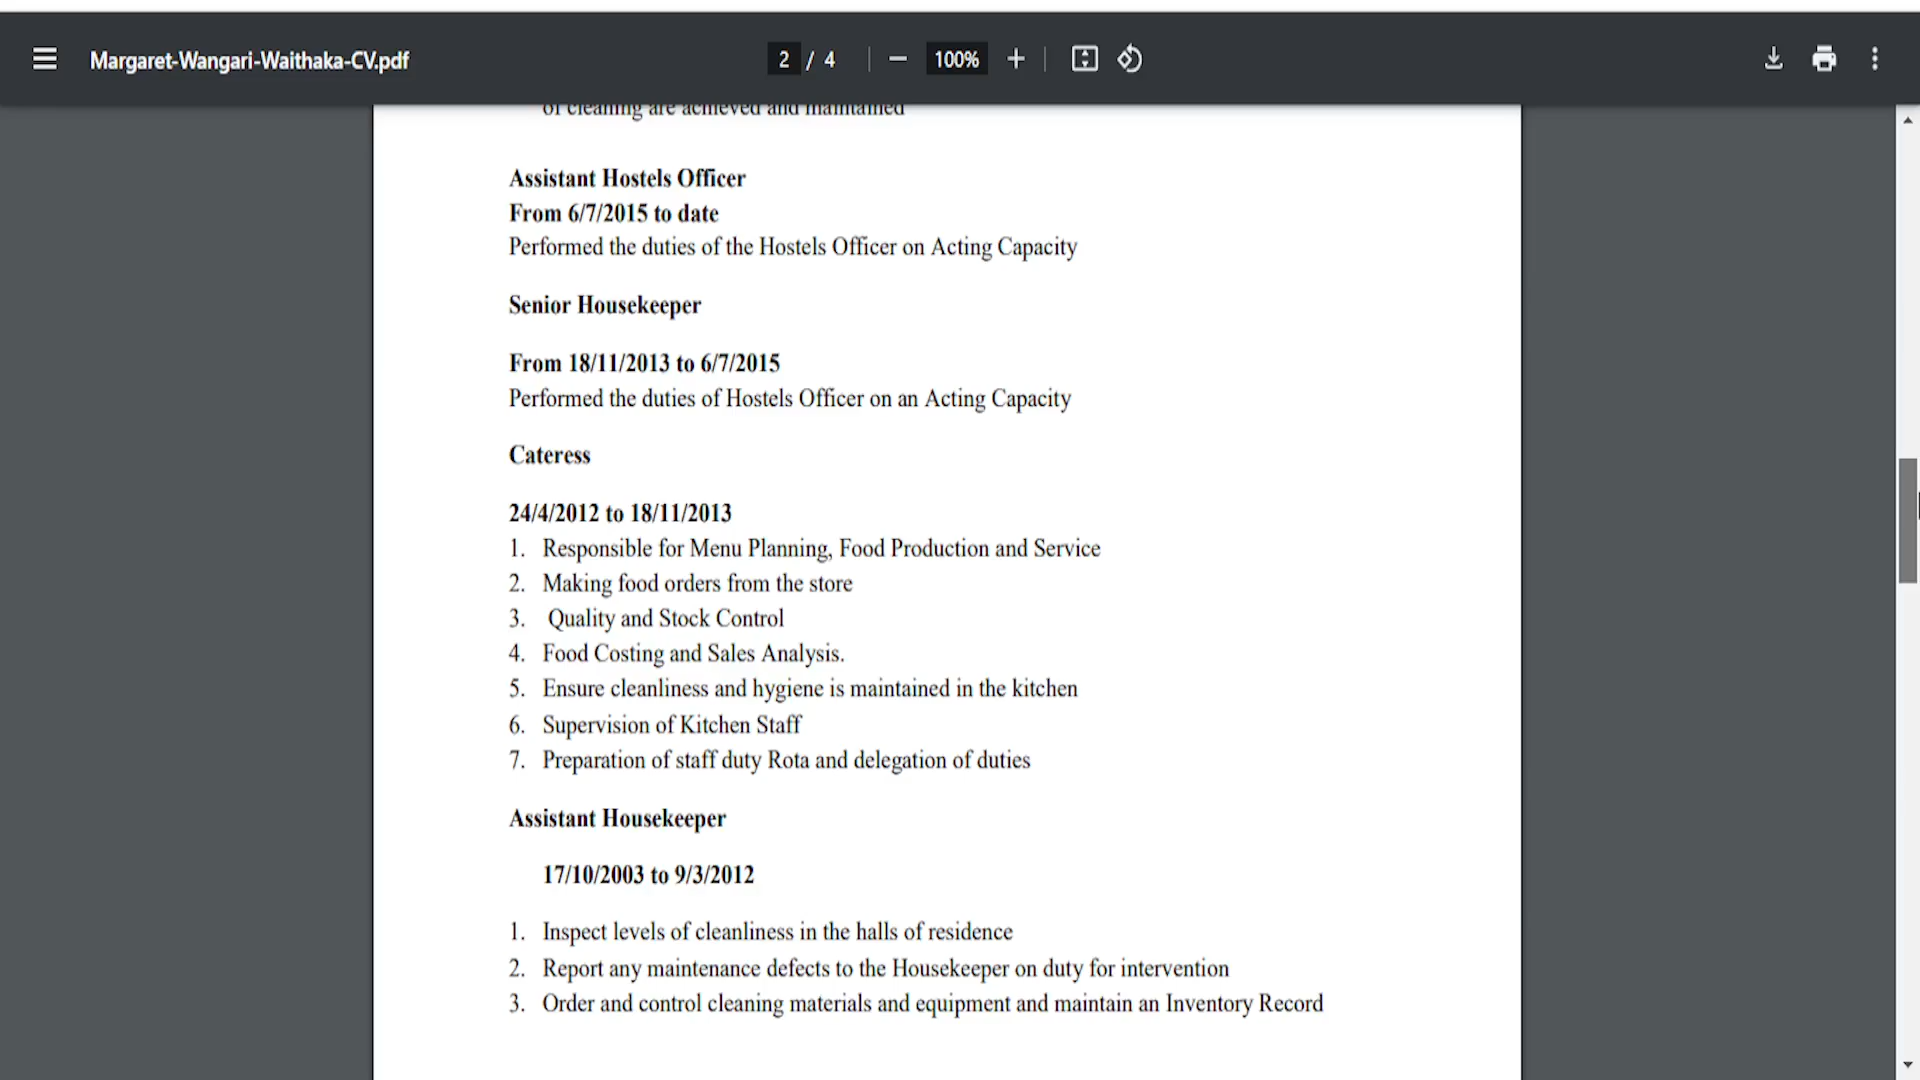 Margaret-Wangari-Waithaka-CV.pdf
2 / 4
100%
of cleaning are achieved and maintained
Assistant Hostels Officer
From 6/7/2015 to date
Performed the duties of the Hostels Officer on Acting Capacity
Senior Housekeeper
From 18/11/2013 to 6/7/2015
Performed the duties of Hostels Officer on an Acting Capacity
Cateress
24/4/2012 to 18/11/2013
1. Responsible for Menu Planning, Food Production and Service
2. Making food orders from the store
3. Quality and Stock Control
4. Food Costing and Sales Analysis.
5. Ensure cleanliness and hygiene is maintained in the kitchen
6. Supervision of Kitchen Staff
7. Preparation of staff duty Rota and delegation of duties
Assistant Housekeeper
17/10/2003 to 9/3/2012
1. Inspect levels of cleanliness in the halls of residence
2. Report any maintenance defects to the Housekeeper on duty for intervention
3. Order and control cleaning materials and equipment and maintain an Inventory Record